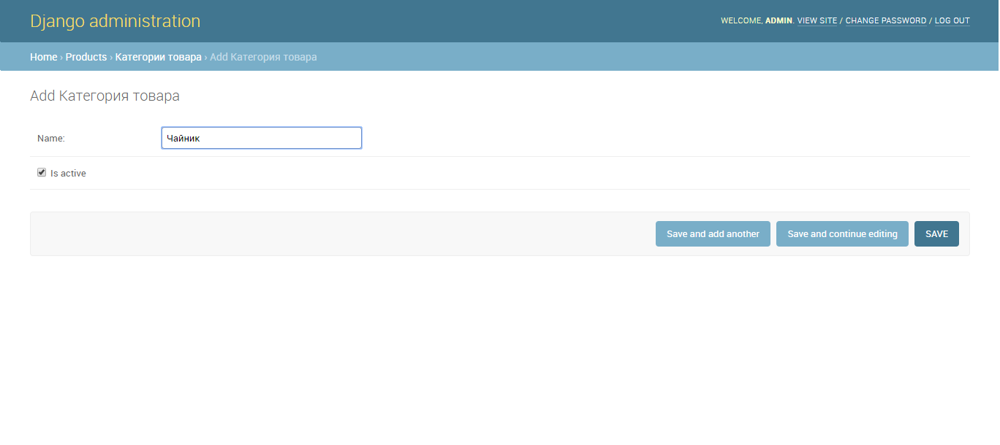 Django administration
WELCOME, ADMIN. VIEW SITE / CHANGE PASSWORD / LOG OUT
Home › Products › Категории товара › Add Категория товара
Add Категория товара
Name: Чайник
Is active
Save and add another Save and continue editing SAVE